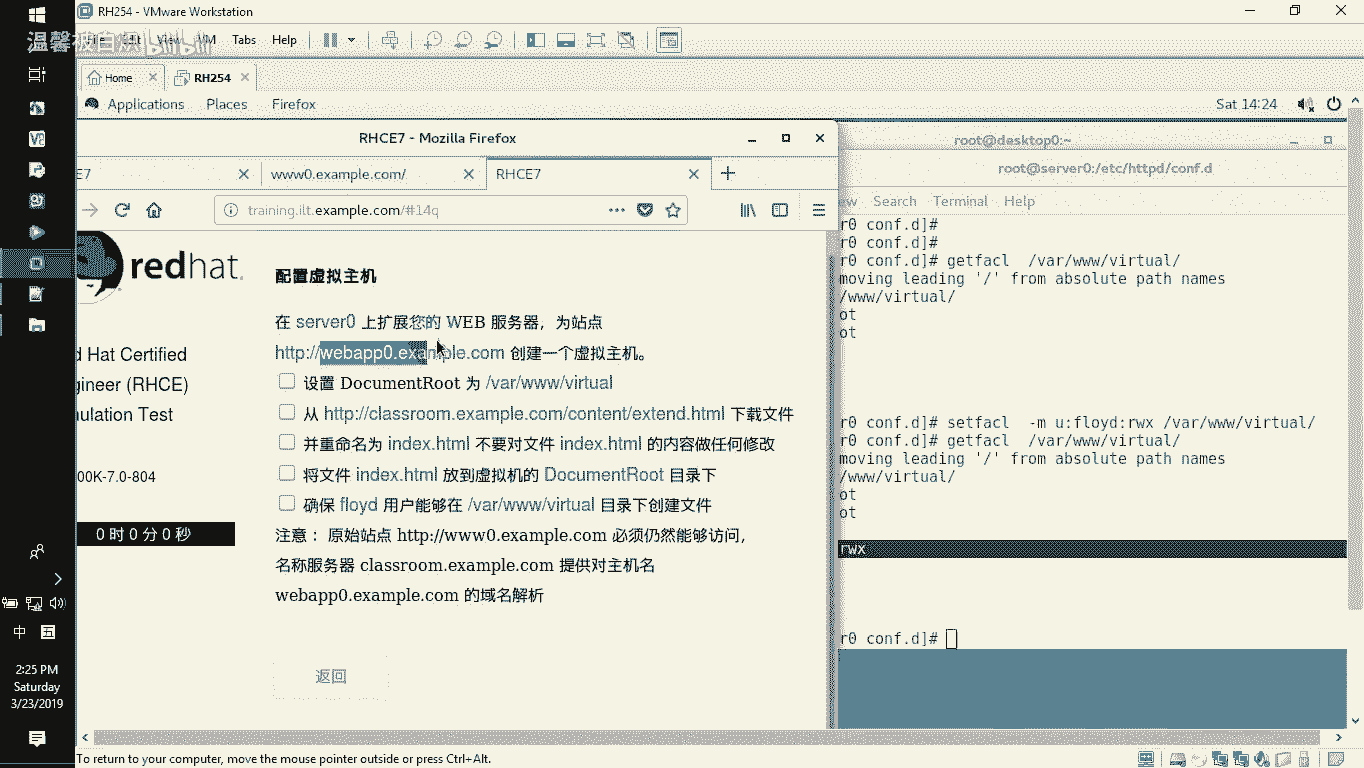 RH254 - VMware Workstation
温馨被自爆 bilibili
View VM Tabs Help
Home
RH254
Applications Places Firefox
Sat 14:24
RHCE7 - Mozilla Firefox
E7
www0.example.com/
RHCE7
training.ilt.example.com/#14q
redhat.
d Hat Certified
gineer (RHCE)
ulation Test
00K-7.0-804
0 时 0 分 0 秒
配置虚拟主机
在 server0 上扩展您的 WEB 服务器，为站点
http://webapp0.example.com 创建一个虚拟主机。
设置 DocumentRoot 为 /var/www/virtual
从 http://classroom.example.com/content/extend.html 下载文件
并重命名为 index.html 不要对文件 index.html 的内容做任何修改
将文件 index.html 放到虚拟机的 DocumentRoot 目录下
确保 floyd 用户能够在 /var/www/virtual 目录下创建文件
注意 ：原始站点 http://www0.example.com 必须仍然能够访问，
名称服务器 classroom.example.com 提供对主机名
webapp0.example.com 的域名解析
返回
root@desktop0:~
root@server0:/etc/httpd/conf.d
ew Search Terminal Help
r0 conf.d]#
r0 conf.d]#
r0 conf.d]# getfacl /var/www/virtual/
moving leading '/' from absolute path names
/www/virtual/
ot
ot
r0 conf.d]# setfacl -m u:floyd:rwx /var/www/virtual/
r0 conf.d]# getfacl /var/www/virtual/
moving leading '/' from absolute path names
/www/virtual/
ot
ot
rwx
r0 conf.d]#
中 五
2:25 PM
Saturday
3/23/2019
To return to your computer, move the mouse pointer outside or press Ctrl+Alt.